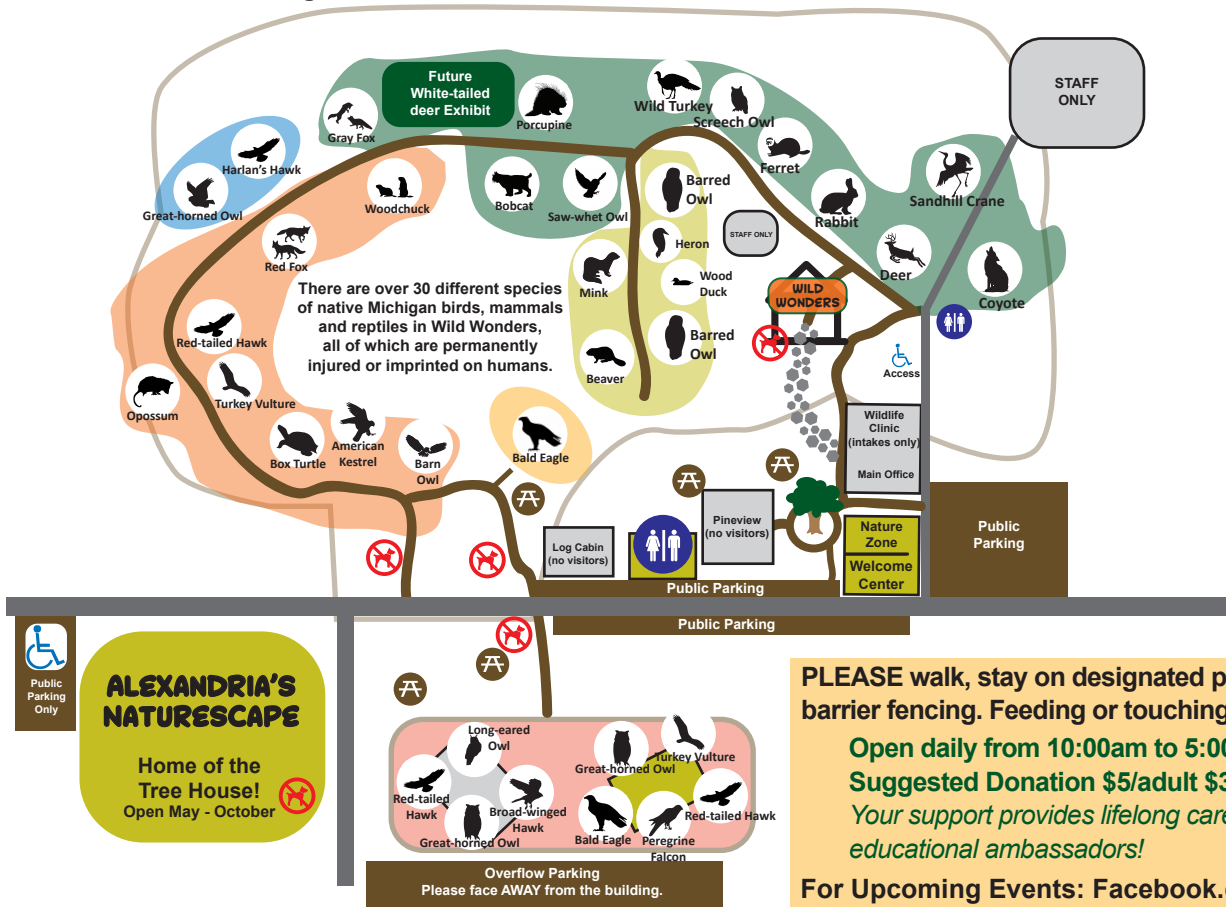 Future
White-tailed
deer Exhibit
STAFF
ONLY
Gray Fox
Porcupine
Wild Turkey
Screech Owl
Ferret
Harlan's Hawk
Great-horned Owl
Woodchuck
Bobcat
Saw-whet Owl
Barred
Owl
Rabbit
Sandhill Crane
Red Fox
Mink
Heron
STAFF ONLY
Deer
Coyote
Wood
Duck
WILD
WONDERS
There are over 30 different species
of native Michigan birds, mammals
and reptiles in Wild Wonders,
all of which are permanently
injured or imprinted on humans.
Red-tailed Hawk
Barred
Owl
Beaver
Access
Opossum
Turkey Vulture
Box Turtle
American
Kestrel
Barn
Owl
Bald Eagle
Wildlife
Clinic
(intakes only)
Main Office
Log Cabin
(no visitors)
Pineview
(no visitors)
Nature
Zone
Welcome
Center
Public
Parking
Public Parking
Public Parking
Public
Parking
Only
ALEXANDRIA'S
NATURESCAPE
Home of the
Tree House!
Open May - October
Long-eared
Owl
Red-tailed
Hawk
Broad-winged
Hawk
Great-horned Owl
Great-horned Owl
Turkey Vulture
Red-tailed Hawk
Bald Eagle
Peregrine
Falcon
Overflow Parking
Please face AWAY from the building.
PLEASE walk, stay on designated
barrier fencing. Feeding or touching
Open daily from 10:00am to
Suggested Donation $5/adult
Your support provides lifelong care
educational ambassadors!
For Upcoming Events: